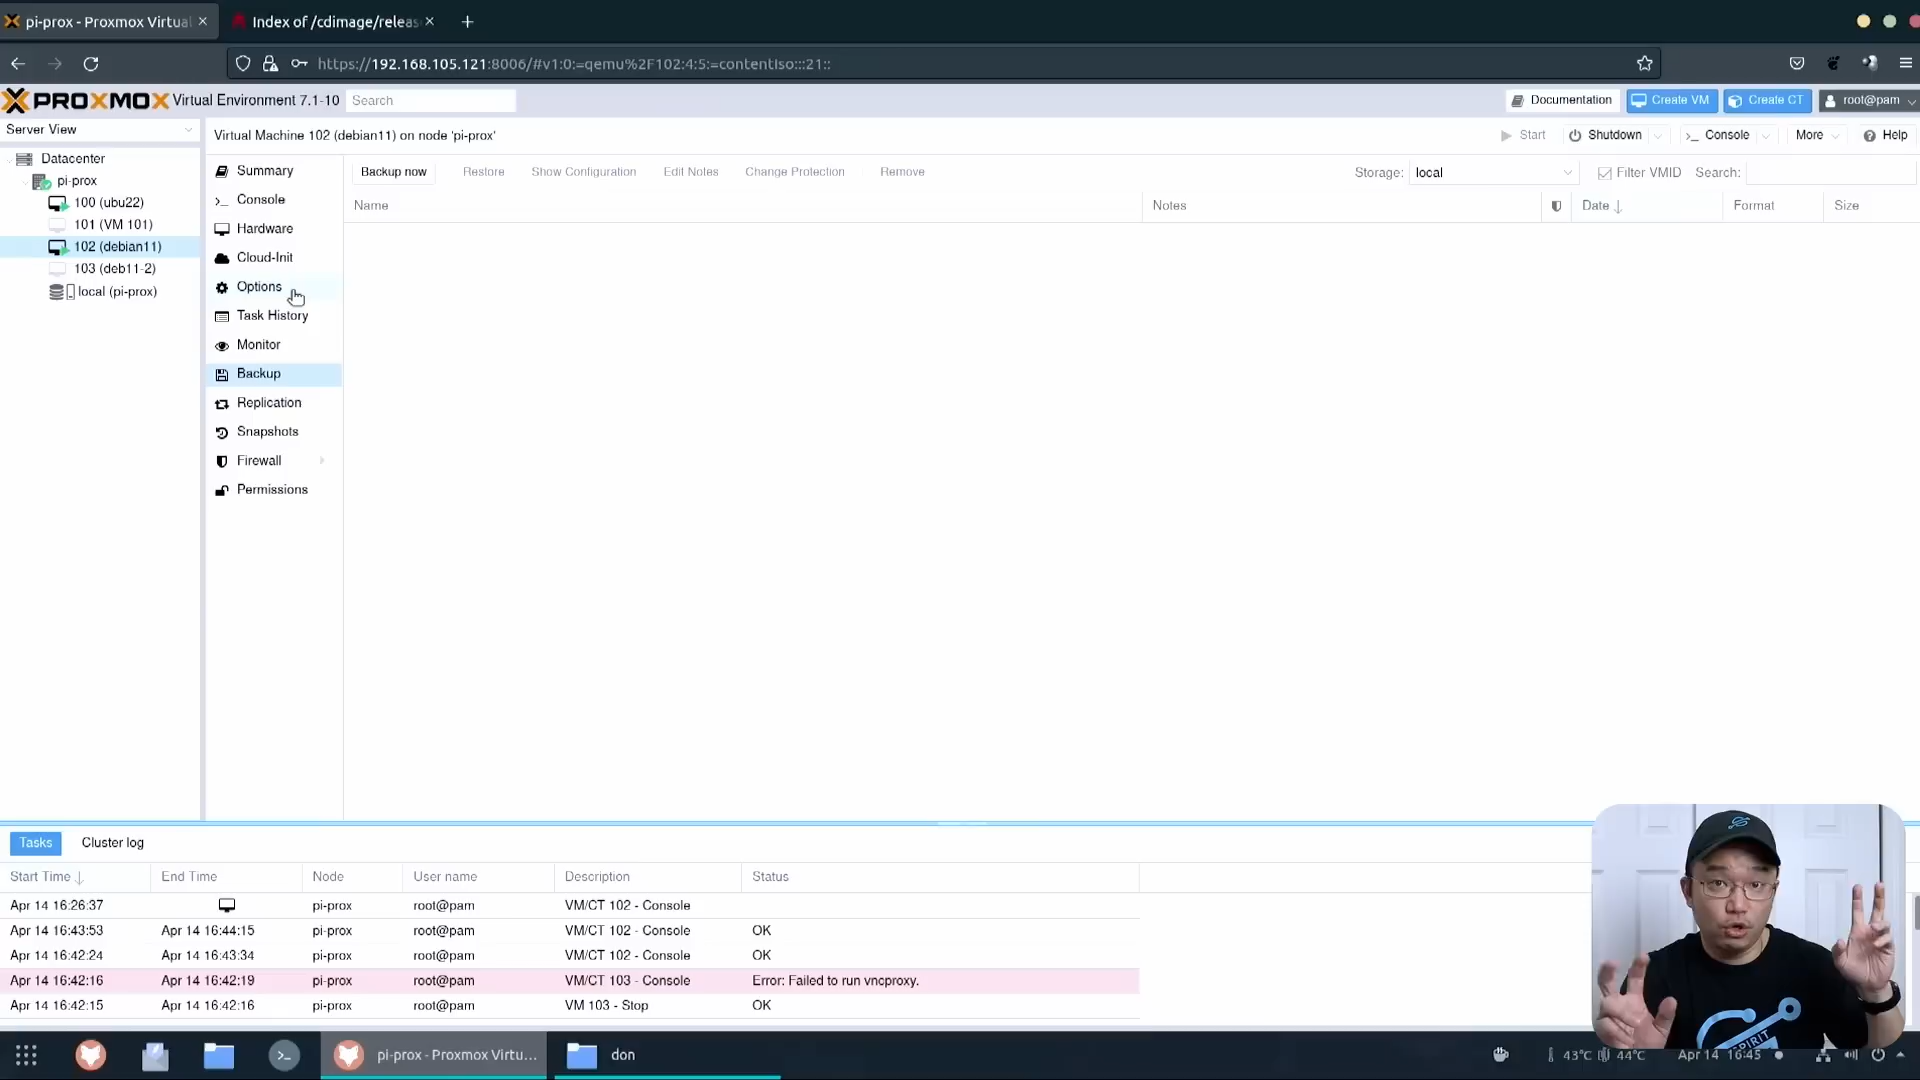 pi-prox - Proxmox Virtual
Index of /cdimage/releas
https://192.168.105.121:8006/#v1:0:=qemu%2F102:4:5:=contentIso:::21::
PROXMOX Virtual Environment 7.1-10 Search
Documentation Create VM Create CT root@pam
Server View
Virtual Machine 102 (debian11) on node 'pi-prox'
Start Shutdown Console More Help
Datacenter
pi-prox
100 (ubu22)
101 (VM 101)
102 (debian11)
103 (deb11-2)
local (pi-prox)
Summary
Console
Hardware
Cloud-Init
Options
Task History
Monitor
Backup
Replication
Snapshots
Firewall
Permissions
Backup now Restore Show Configuration Edit Notes Change Protection Remove
Storage: local Filter VMID Search:
Name Notes Date Format Size
Tasks Cluster log
Start Time End Time Node User name Description Status
Apr 14 16:26:37 pi-prox root@pam VM/CT 102 - Console
Apr 14 16:43:53 Apr 14 16:44:15 pi-prox root@pam VM/CT 102 - Console OK
Apr 14 16:42:24 Apr 14 16:43:34 pi-prox root@pam VM/CT 102 - Console OK
Apr 14 16:42:16 Apr 14 16:42:19 pi-prox root@pam VM/CT 103 - Console Error: Failed to run vncproxy.
Apr 14 16:42:15 Apr 14 16:42:16 pi-prox root@pam VM 103 - Stop OK
pi-prox - Proxmox Virtu...
don
43°C 44°C Apr 14 16:45